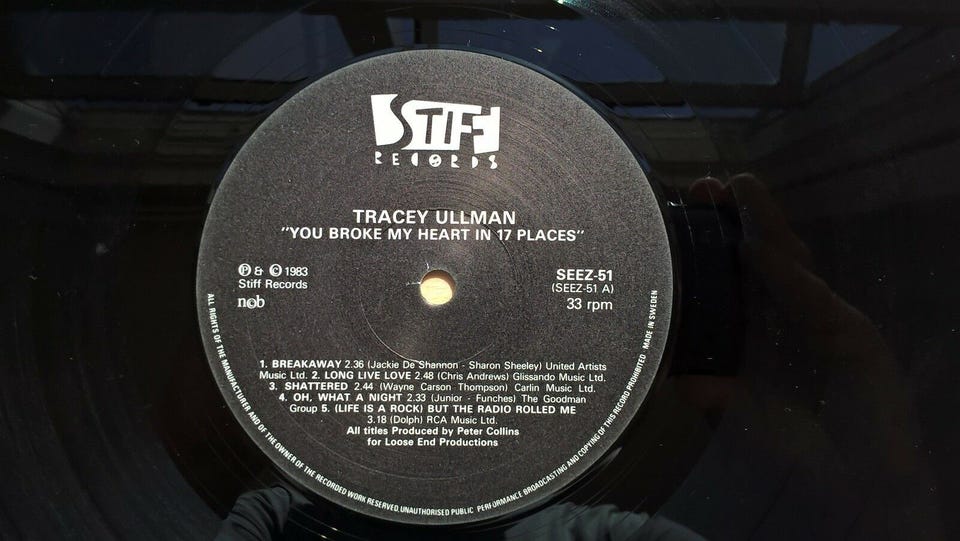 STIFF
RECORDS
TRACEY ULLMAN
"YOU BROKE MY HEART IN 17 PLACES"
℗ & © 1983
Stiff Records
n©b
SEEZ-51
(SEEZ-51 A)
33 rpm
1. BREAKAWAY 2.36 (Jackie De Shannon - Sharon Sheeley) United Artists
Music Ltd. 2. LONG LIVE LOVE 2.48 (Chris Andrews) Glissando Music Ltd.
3. SHATTERED 2.44 (Wayne Carson Thompson) Carlin Music Ltd.
4. OH, WHAT A NIGHT 2.33 (Junior - Funches) The Goodman
Group 5. (LIFE IS A ROCK) BUT THE RADIO ROLLED ME
3.18 (Dolph) RCA Music Ltd.
All titles Produced by Peter Collins
for Loose End Productions
ALL RIGHTS OF THE MANUFACTURER AND OF THE OWNER OF THE RECORDED WORK RESERVED, UNAUTHORISED PUBLIC PERFORMANCE BROADCASTING AND COPYING OF THIS RECORD PROHIBITED MADE IN SWEDEN